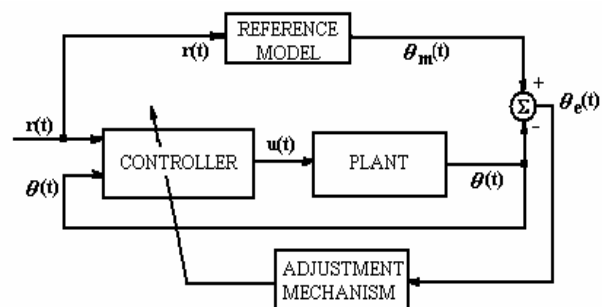 REFERENCE
MODEL
r(t)
θm(t)
+
Σ
θe(t)
-
r(t)
CONTROLLER
u(t)
PLANT
θ(t)
θ(t)
ADJUSTMENT
MECHANISM